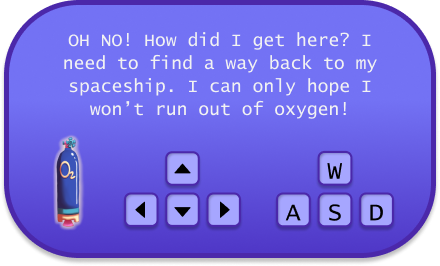 OH NO! How did I get here? I
need to find a way back to my
spaceship. I can only hope I
won’t run out of oxygen!
O2
W
A S D